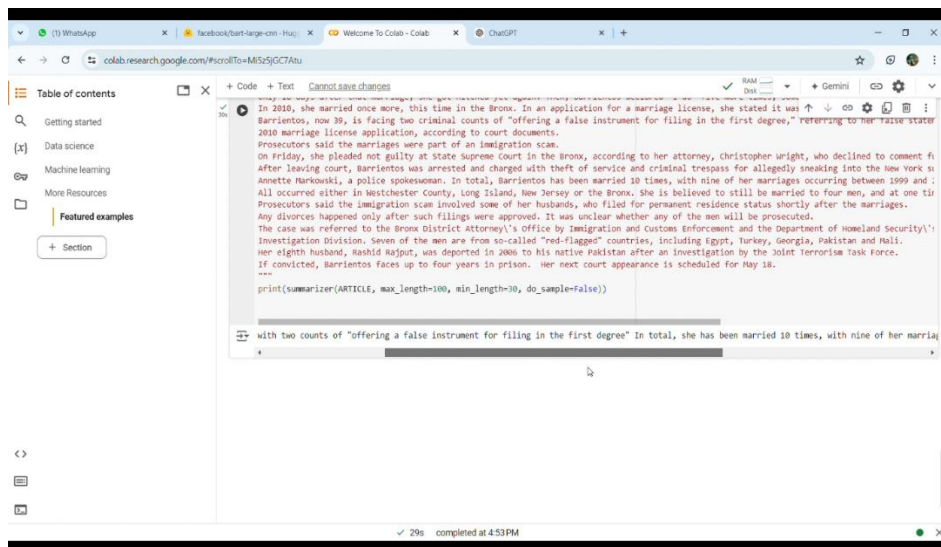 (1) WhatsApp
facebook/bart-large-cnn · Hug
Welcome To Colab - Colab
ChatGPT
colab.research.google.com/#scrollTo=Mi5z5jGC7Atu
Table of contents
+ Code + Text Cannot save changes
RAM
Disk
Gemini
Getting started
Data science
Machine learning
More Resources
Featured examples
+ Section
30s
In 2010, she married once more, this time in the Bronx. In an application for a marriage license, she stated it was
Barrientos, now 39, is facing two criminal counts of "offering a false instrument for filing in the first degree," referring to her false state
2010 marriage license application, according to court documents.
Prosecutors said the marriages were part of an immigration scam.
On Friday, she pleaded not guilty at State Supreme Court in the Bronx, according to her attorney, Christopher Wright, who declined to comment f
After leaving court, Barrientos was arrested and charged with theft of service and criminal trespass for allegedly sneaking into the New York s
Annette Markowski, a police spokeswoman. In total, Barrientos has been married 10 times, with nine of her marriages occurring between 1999 and
All occurred either in Westchester County, Long Island, New Jersey or the Bronx. She is believed to still be married to four men, and at one ti
Prosecutors said the immigration scam involved some of her husbands, who filed for permanent residence status shortly after the marriages.
Any divorces happened only after such filings were approved. It was unclear whether any of the men will be prosecuted.
The case was referred to the Bronx District Attorney\'s Office by Immigration and Customs Enforcement and the Department of Homeland Security\'
Investigation Division. Seven of the men are from so-called "red-flagged" countries, including Egypt, Turkey, Georgia, Pakistan and Mali.
Her eighth husband, Rashid Rajput, was deported in 2006 to his native Pakistan after an investigation by the Joint Terrorism Task Force.
If convicted, Barrientos faces up to four years in prison.  Her next court appearance is scheduled for May 18.
"""
print(summarizer(ARTICLE, max_length=100, min_length=30, do_sample=False))
with two counts of "offering a false instrument for filing in the first degree" In total, she has been married 10 times, with nine of her marriag
29s completed at 4:53 PM